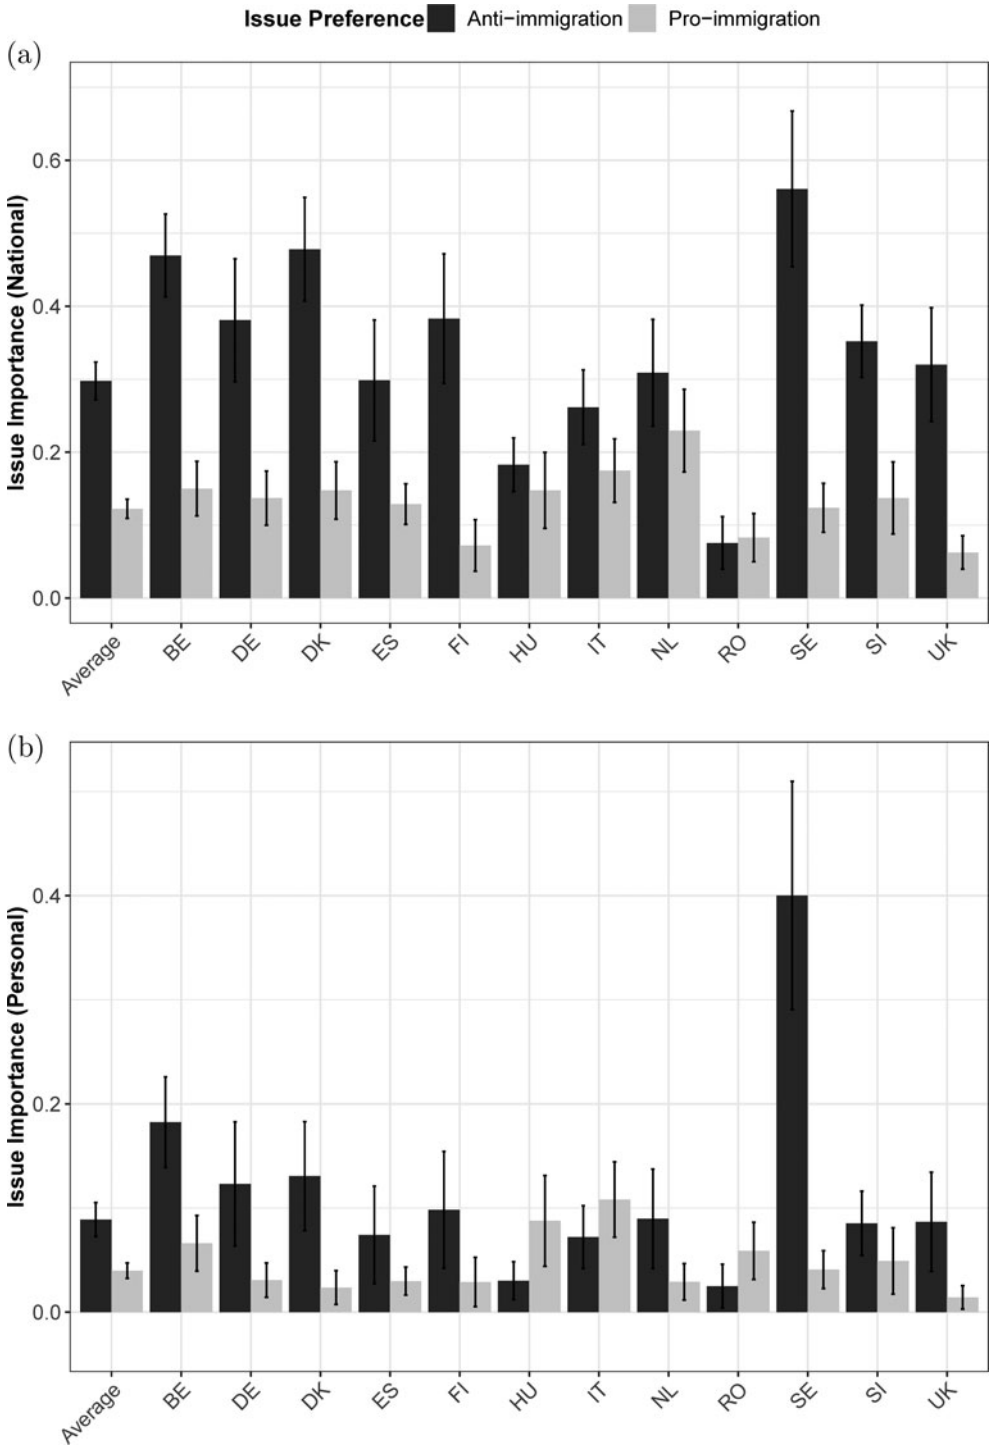 Issue Preference Anti−immigration Pro−immigration
(a)
Issue Importance (National)
0.6
0.4
0.2
0.0
Average BE DE DK ES FI HU IT NL RO SE SI UK
(b)
Issue Importance (Personal)
0.4
0.2
0.0
Average BE DE DK ES FI HU IT NL RO SE SI UK